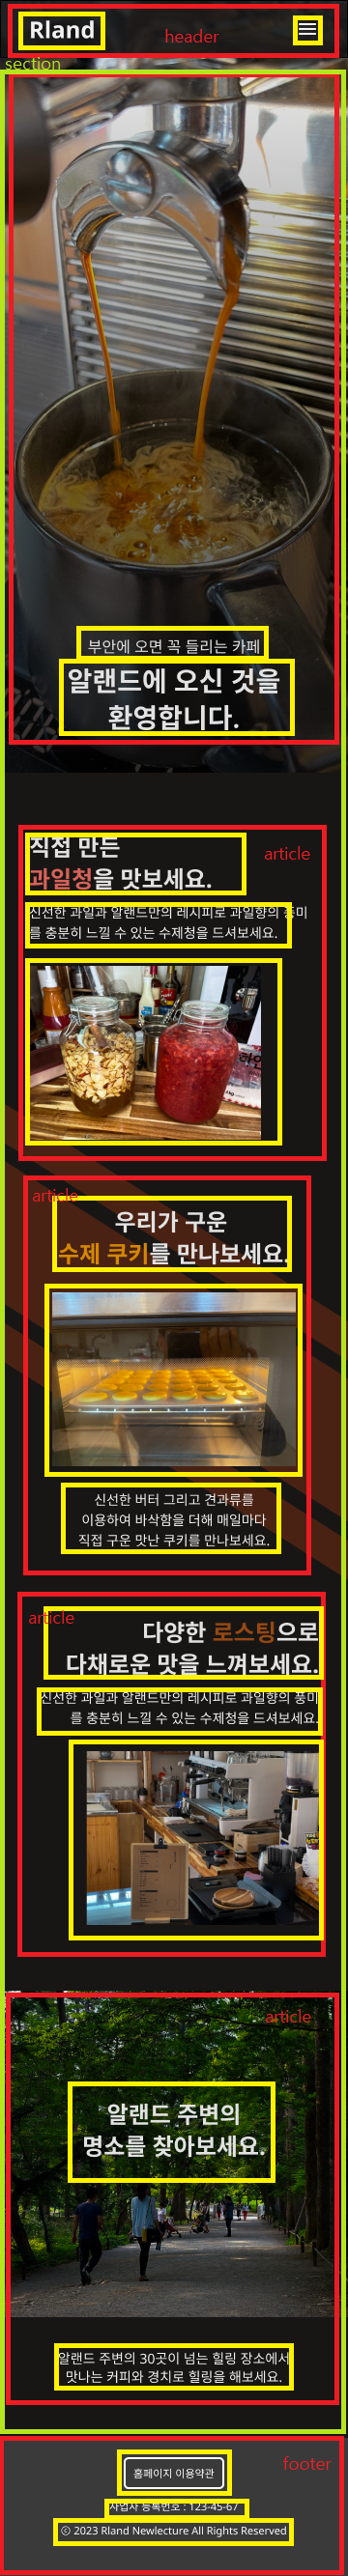 Rland
header
section
부안에 오면 꼭 들리는 카페
알랜드에 오신 것을
환영합니다.
직접 만든
article
과일청을 맛보세요.
신선한 과일과 알랜드만의 레시피로 과일향의 풍미
를 충분히 느낄 수 있는 수제청을 드셔보세요.
article
우리가 구운
수제 쿠키를 만나보세요.
신선한 버터 그리고 견과류를
이용하여 바삭함을 더해 매일마다
직접 구운 맛난 쿠키를 만나보세요.
article
다양한 로스팅으로
다채로운 맛을 느껴보세요.
신선한 과일과 알랜드만의 레시피로 과일향의 풍미
를 충분히 느낄 수 있는 수제청을 드셔보세요.
article
알랜드 주변의
명소를 찾아보세요.
알랜드 주변의 30곳이 넘는 힐링 장소에서
맛나는 커피와 경치로 힐링을 해보세요.
footer
홈페이지 이용약관
사업자 등록번호 : 123-45-67
© 2023 Rland Newlecture All Rights Reserved